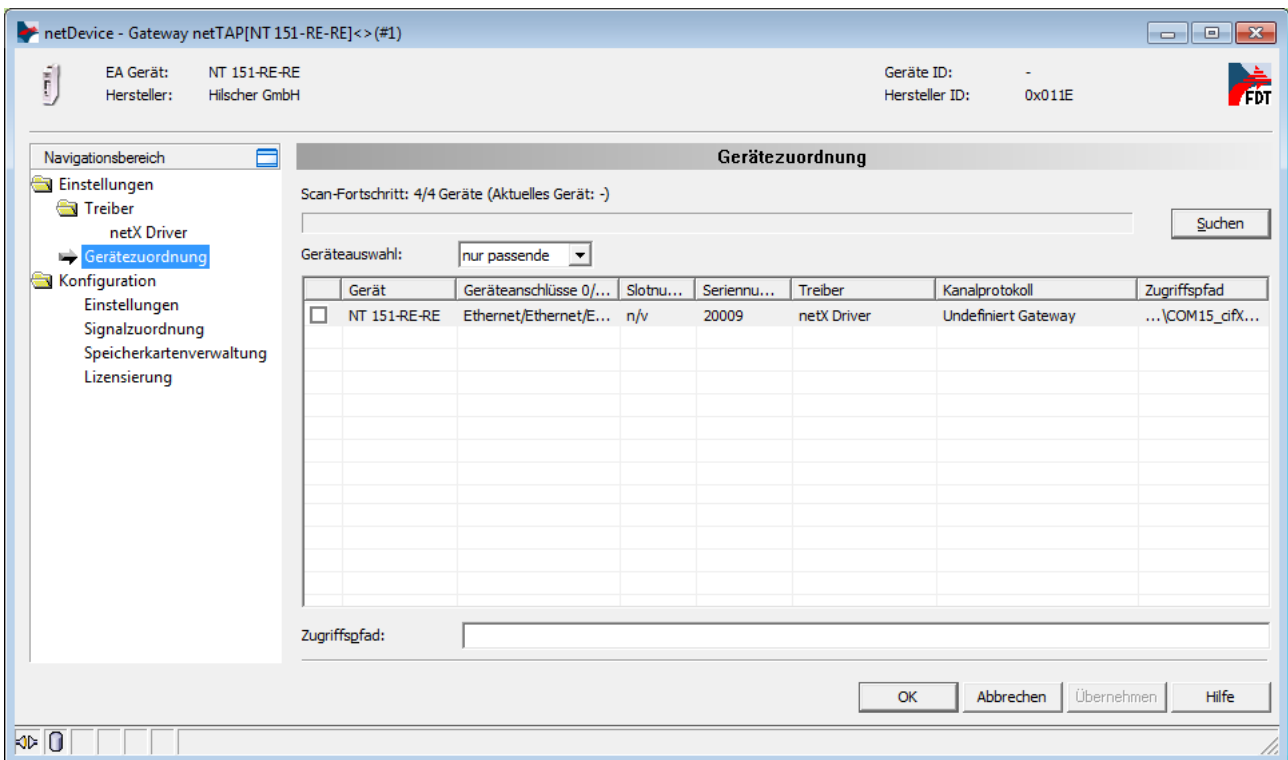 netDevice - Gateway netTAP[NT 151-RE-RE]<>(#1)
EA Gerät: NT 151-RE-RE Geräte ID: -
Hersteller: Hilscher GmbH Hersteller ID: 0x011E
FDT
Navigationsbereich
Einstellungen
Treiber
netX Driver
Gerätezuordnung
Konfiguration
Einstellungen
Signalzuordnung
Speicherkartenverwaltung
Lizensierung
Gerätezuordnung
Scan-Fortschritt: 4/4 Geräte (Aktuelles Gerät: -)
Suchen
Geräteauswahl: nur passende
Gerät Geräteanschlüsse 0/... Slotnu... Seriennu... Treiber Kanalprotokoll Zugriffspfad
NT 151-RE-RE Ethernet/Ethernet/E... n/v 20009 netX Driver Undefiniert Gateway ...\COM15_cifX...
Zugriffspfad:
OK Abbrechen Übernehmen Hilfe